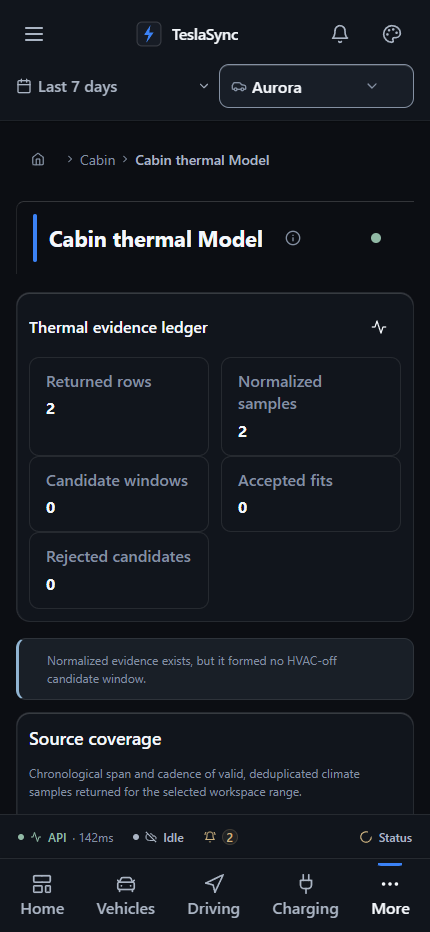 TeslaSync
Last 7 days
Aurora
Cabin
Cabin thermal Model
Cabin thermal Model
Thermal evidence ledger
Returned rows
2
Normalized
samples
2
Candidate windows
0
Accepted fits
0
Rejected candidates
0
Normalized evidence exists, but it formed no HVAC-off
candidate window.
Source coverage
Chronological span and cadence of valid, deduplicated climate
samples returned for the selected workspace range.
API · 142ms
Idle
2
Status
Home
Vehicles
Driving
Charging
More